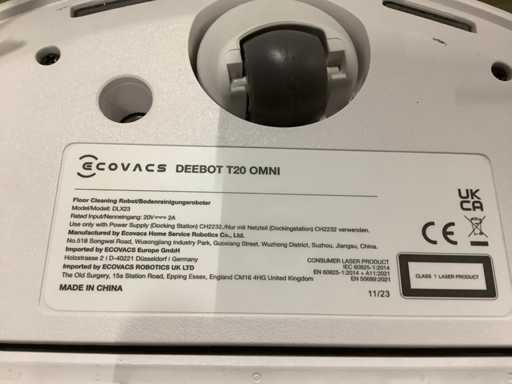 ECOVACS DEEBOT T20 OMNI
Floor Cleaning Robot/Bodenreinigungsroboter
Model/Modell: DLX23
Rated Input/Nenneingang: 20V⎓ 2A
Use only with Power Supply (Docking Station) CH2232./Nur mit Netzteil (Dockingstation) CH2232 verwenden.
Manufactured by Ecovacs Home Service Robotics Co., Ltd.
No.518 Songwei Road, Wusongjiang Industry Park, Guoxiang Street, Wuzhong District, Suzhou, Jiangsu, China.
Imported by ECOVACS Europe GmbH
Holzstrasse 2 I D-40221 Düsseldorf I Germany
Imported by ECOVACS ROBOTICS UK LTD
The Old Surgery, 15a Station Road, Epping Essex, England CM16 4HG United Kingdom
MADE IN CHINA
CONSUMER LASER PRODUCT
IEC 60825-1:2014
EN 60825-1:2014 + A11:2021
EN 50689:2021
11/23
UK
CA
CE
CLASS 1 LASER PRODUCT